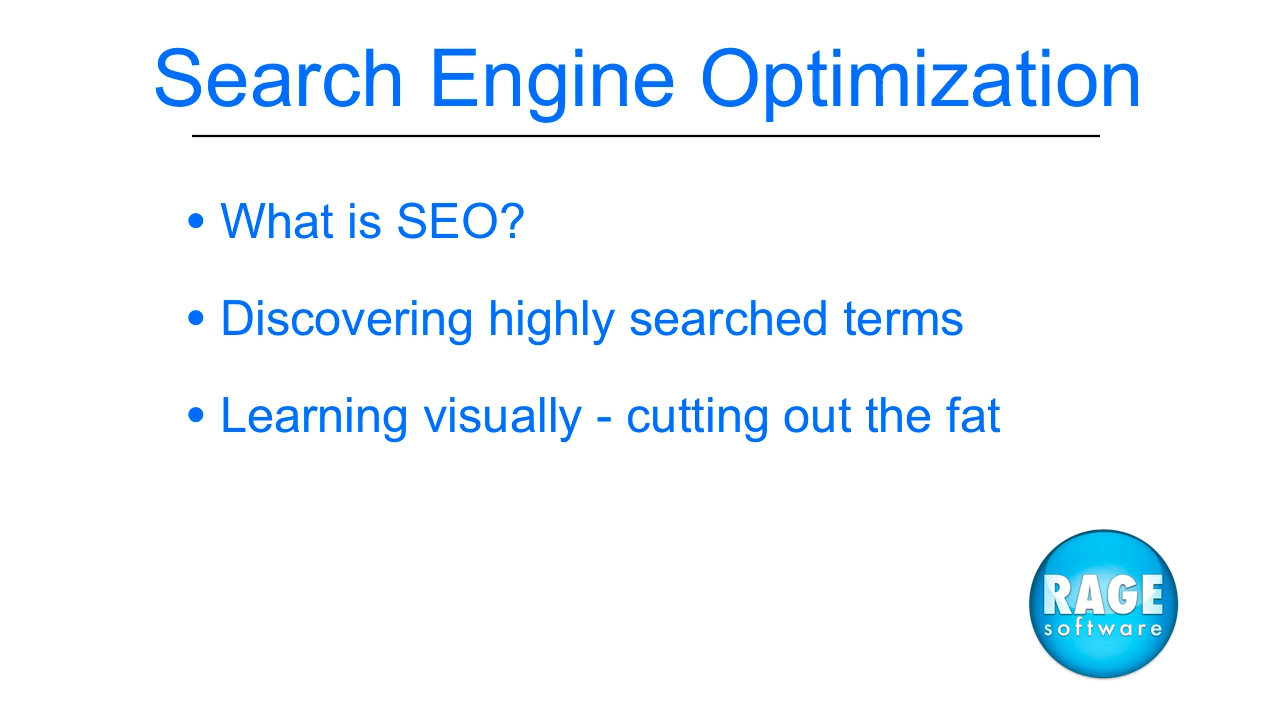 Search Engine Optimization
• What is SEO?
• Discovering highly searched terms
• Learning visually - cutting out the fat
RAGE
software